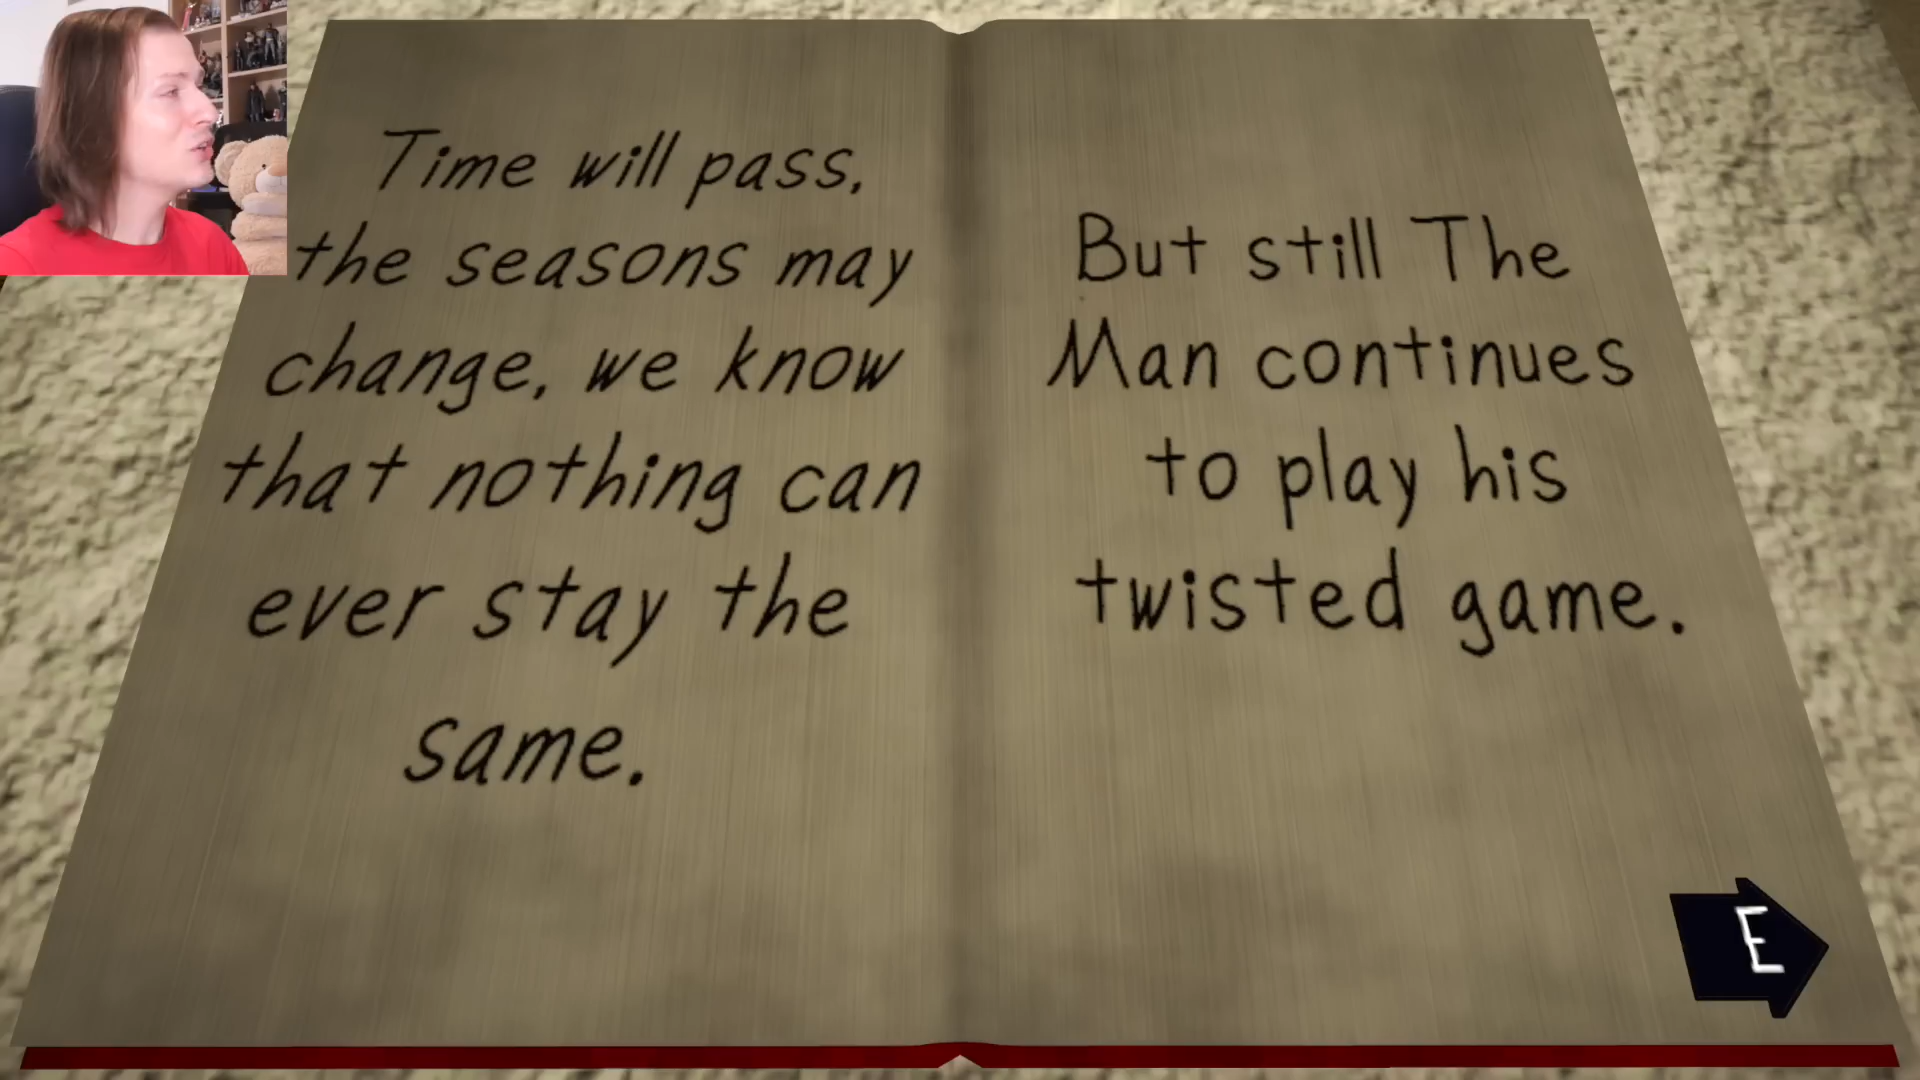 Time will pass,
the seasons may
change, we know
that nothing can
ever stay the
same.
But still The
Man continues
to play his
twisted game.
E